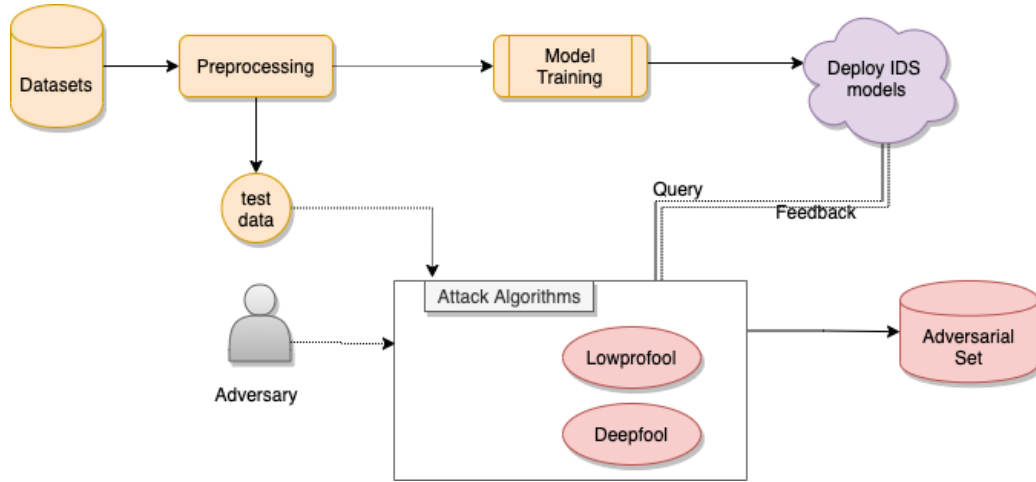 Datasets
Preprocessing
Model
Training
Deploy IDS
models
test
data
Query
Feedback
Attack Algorithms
Adversary
Lowprofool
Deepfool
Adversarial
Set